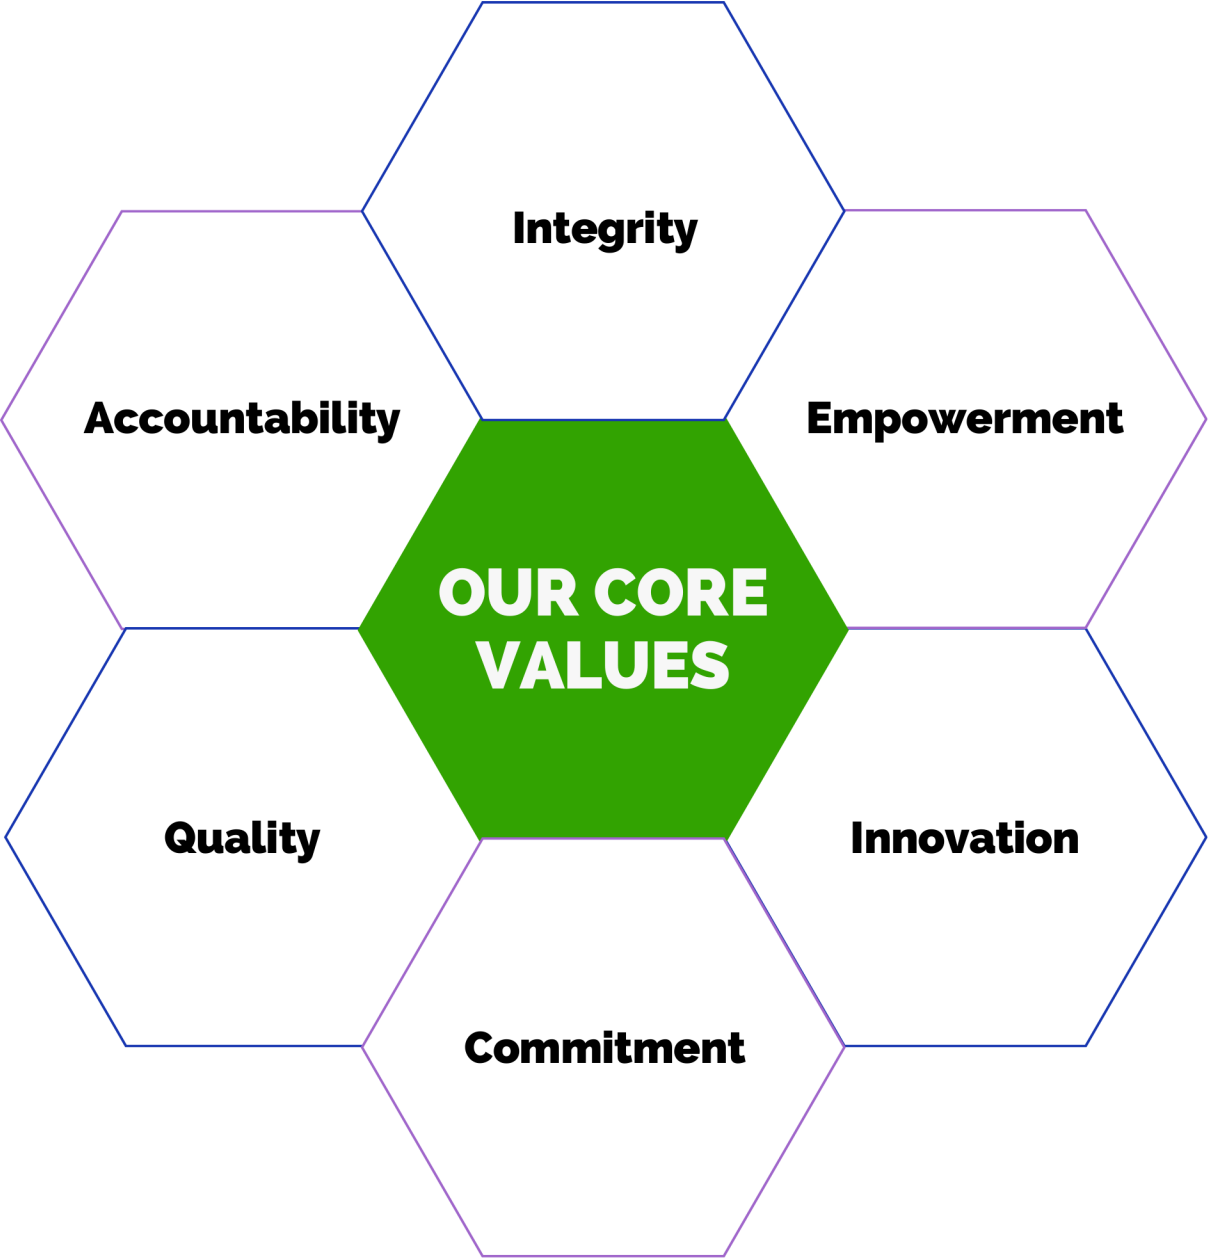 Integrity
Accountability
Empowerment
OUR CORE
VALUES
Quality
Innovation
Commitment